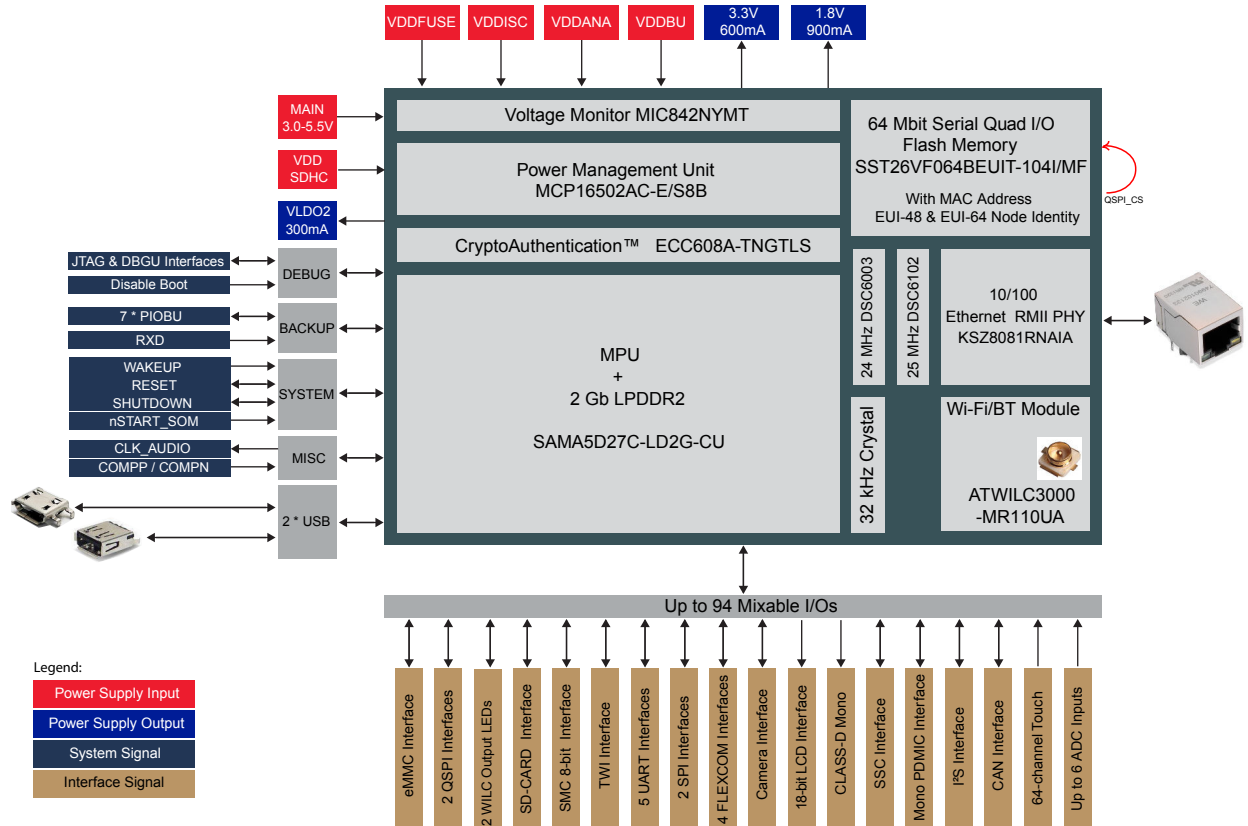 VDDFUSE
VDDISC
VDDANA
VDDBU
3.3V
600mA
1.8V
900mA
MAIN
3.0-5.5V
VDD
SDHC
VLDO2
300mA
Voltage Monitor MIC842NYMT
Power Management Unit
MCP16502AC-E/S8B
CryptoAuthentication™ ECC608A-TNGTLS
MPU
+
2 Gb LPDDR2
SAMA5D27C-LD2G-CU
64 Mbit Serial Quad I/O
Flash Memory
SST26VF064BEUIT-104I/MF
With MAC Address
EUI-48 & EUI-64 Node Identity
QSPI_CS
24 MHz DSC6003
25 MHz DSC6102
10/100
Ethernet RMII PHY
KSZ8081RNAIA
32 kHz Crystal
Wi-Fi/BT Module
ATWILC3000
-MR110UA
JTAG & DBGU Interfaces
Disable Boot
DEBUG
7 * PIOBU
RXD
BACKUP
WAKEUP
RESET
SHUTDOWN
nSTART_SOM
SYSTEM
CLK_AUDIO
COMPP / COMPN
MISC
2 * USB
Up to 94 Mixable I/Os
eMMC Interface
2 QSPI Interfaces
2 WILC Output LEDs
SD-CARD Interface
SMC 8-bit Interface
TWI Interface
5 UART Interfaces
2 SPI Interfaces
4 FLEXCOM Interfaces
Camera Interface
18-bit LCD Interface
CLASS-D Mono
SSC Interface
Mono PDMIC Interface
I²S Interface
CAN Interface
64-channel Touch
Up to 6 ADC Inputs
Legend:
Power Supply Input
Power Supply Output
System Signal
Interface Signal